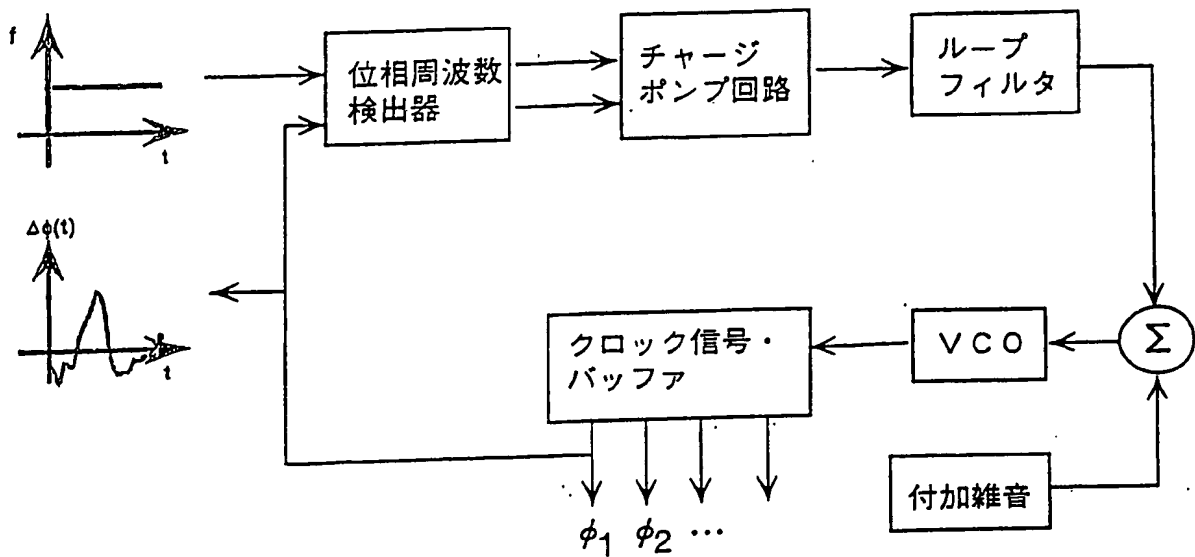 f
t
位相周波数
検出器
チャージ
ポンプ回路
ループ
フィルタ
Δϕ(t)
t
クロック信号・
バッファ
VCO
Σ
付加雑音
ϕ1 ϕ2 …